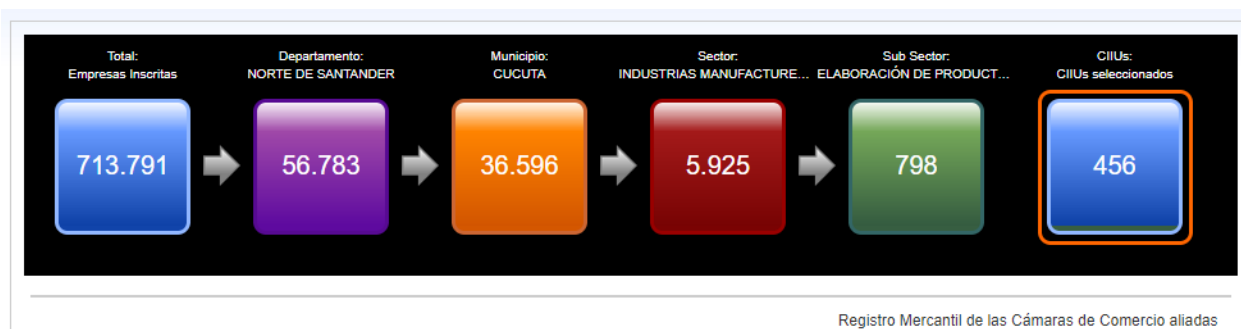 Total:
Empresas Inscritas
713.791
Departamento:
NORTE DE SANTANDER
56.783
Municipio:
CUCUTA
36.596
Sector:
INDUSTRIAS MANUFACTURE...
5.925
Sub Sector:
ELABORACIÓN DE PRODUCT...
798
CIIUs:
CIIUs seleccionados
456
Registro Mercantil de las Cámaras de Comercio aliadas